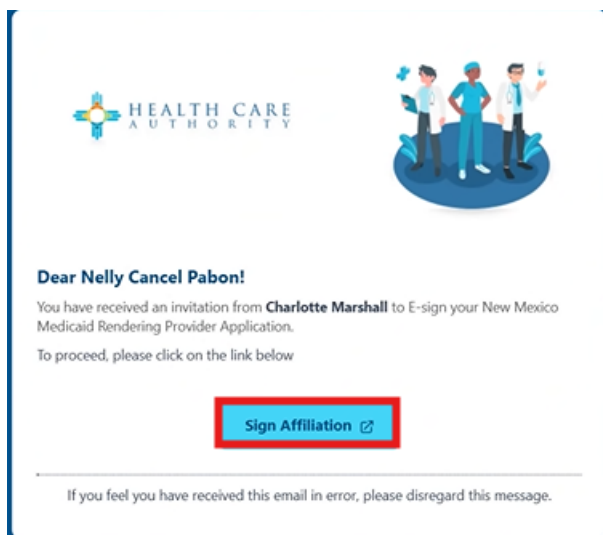 HEALTH CARE
AUTHORITY
Dear Nelly Cancel Pabon!
You have received an invitation from Charlotte Marshall to E-sign your New Mexico
Medicaid Rendering Provider Application.
To proceed, please click on the link below
Sign Affiliation
If you feel you have received this email in error, please disregard this message.